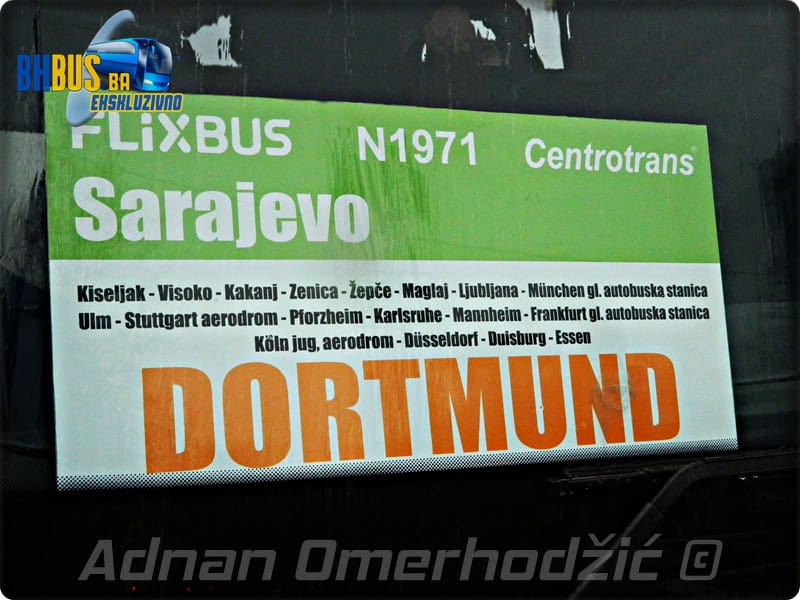 BHBUS BA
EKSKLUZIVNO
FLiXBUS N1971 Centrotrans
Sarajevo
Kiseljak - Visoko - Kakanj - Zenica - Žepče - Maglaj - Ljubljana - München gl. autobuska stanica
Ulm - Stuttgart aerodrom - Pforzheim - Karlsruhe - Mannheim - Frankfurt gl. autobuska stanica
Köln jug, aerodrom - Düsseldorf - Duisburg - Essen
DORTMUND
Adnan Omerhodžić ©